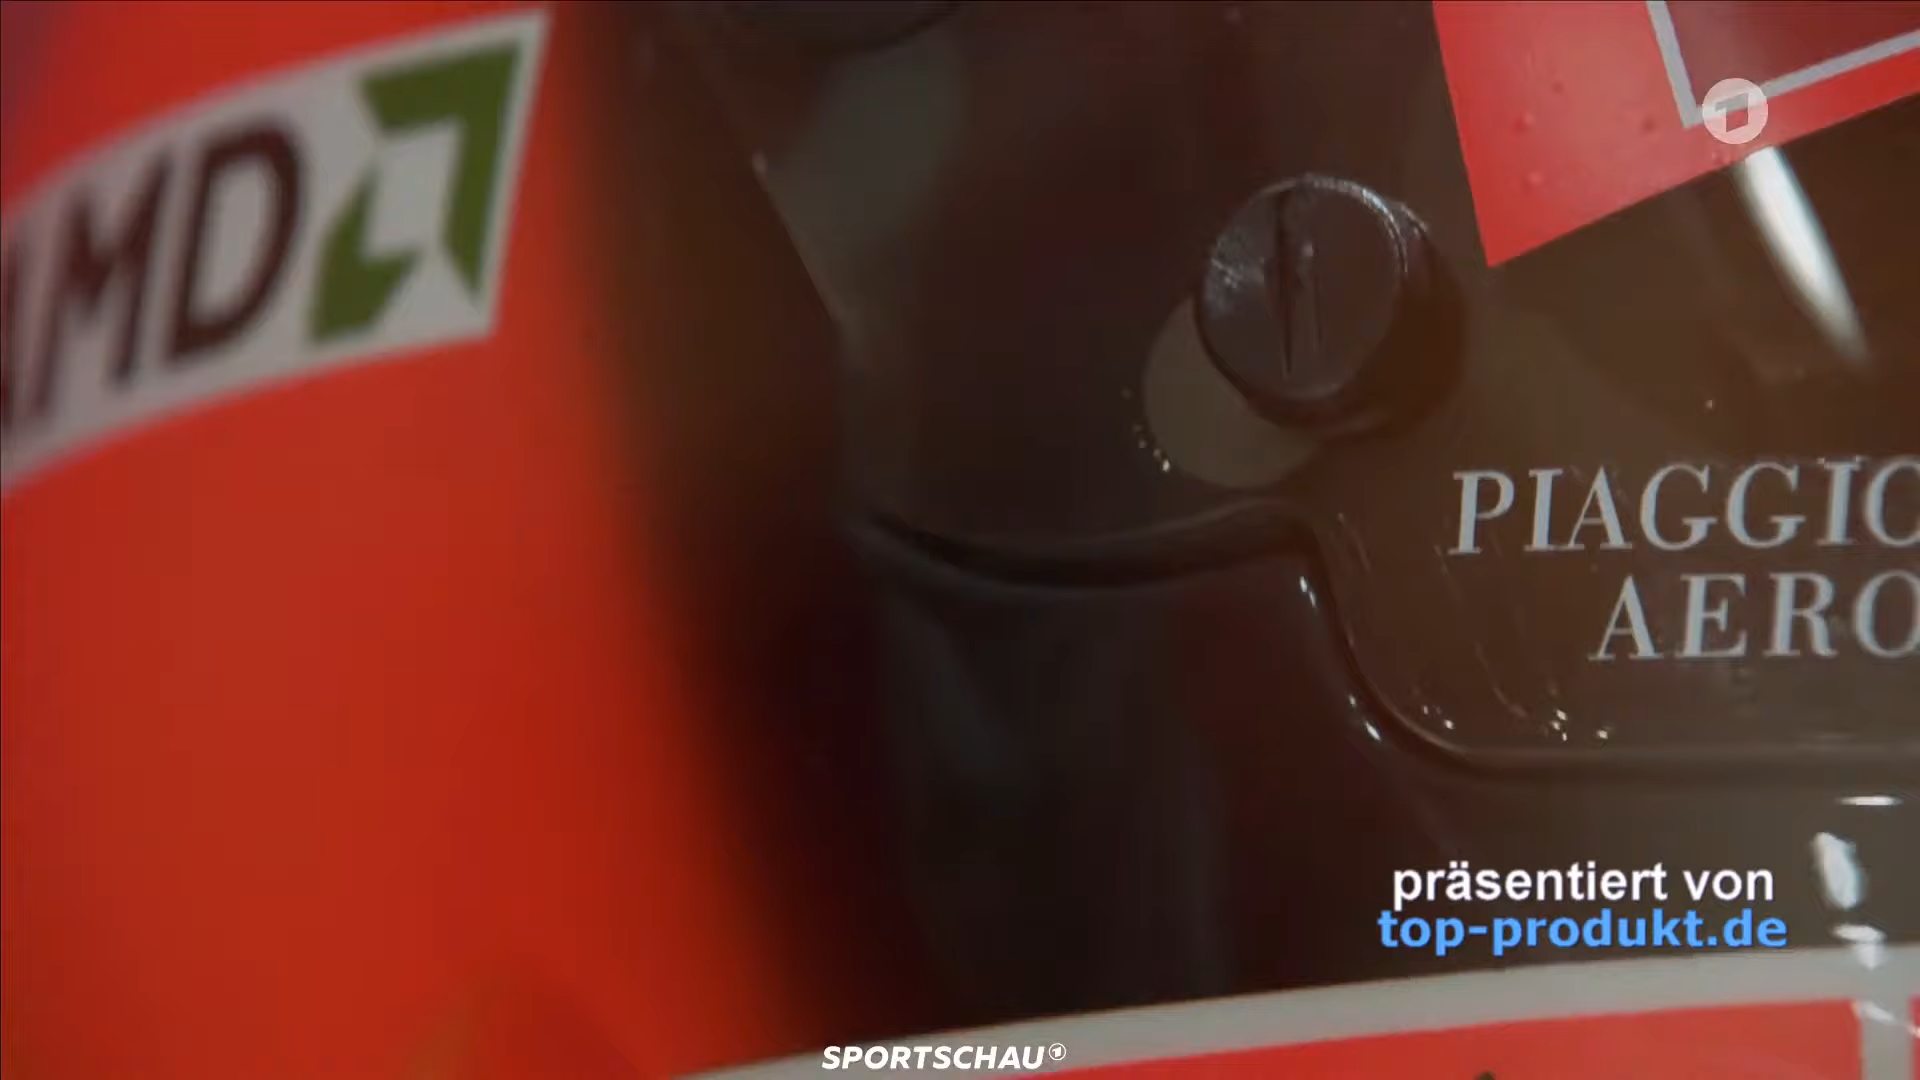 AMD
PIAGGIO
AERO
präsentiert von
top-produkt.de
SPORTSCHAU